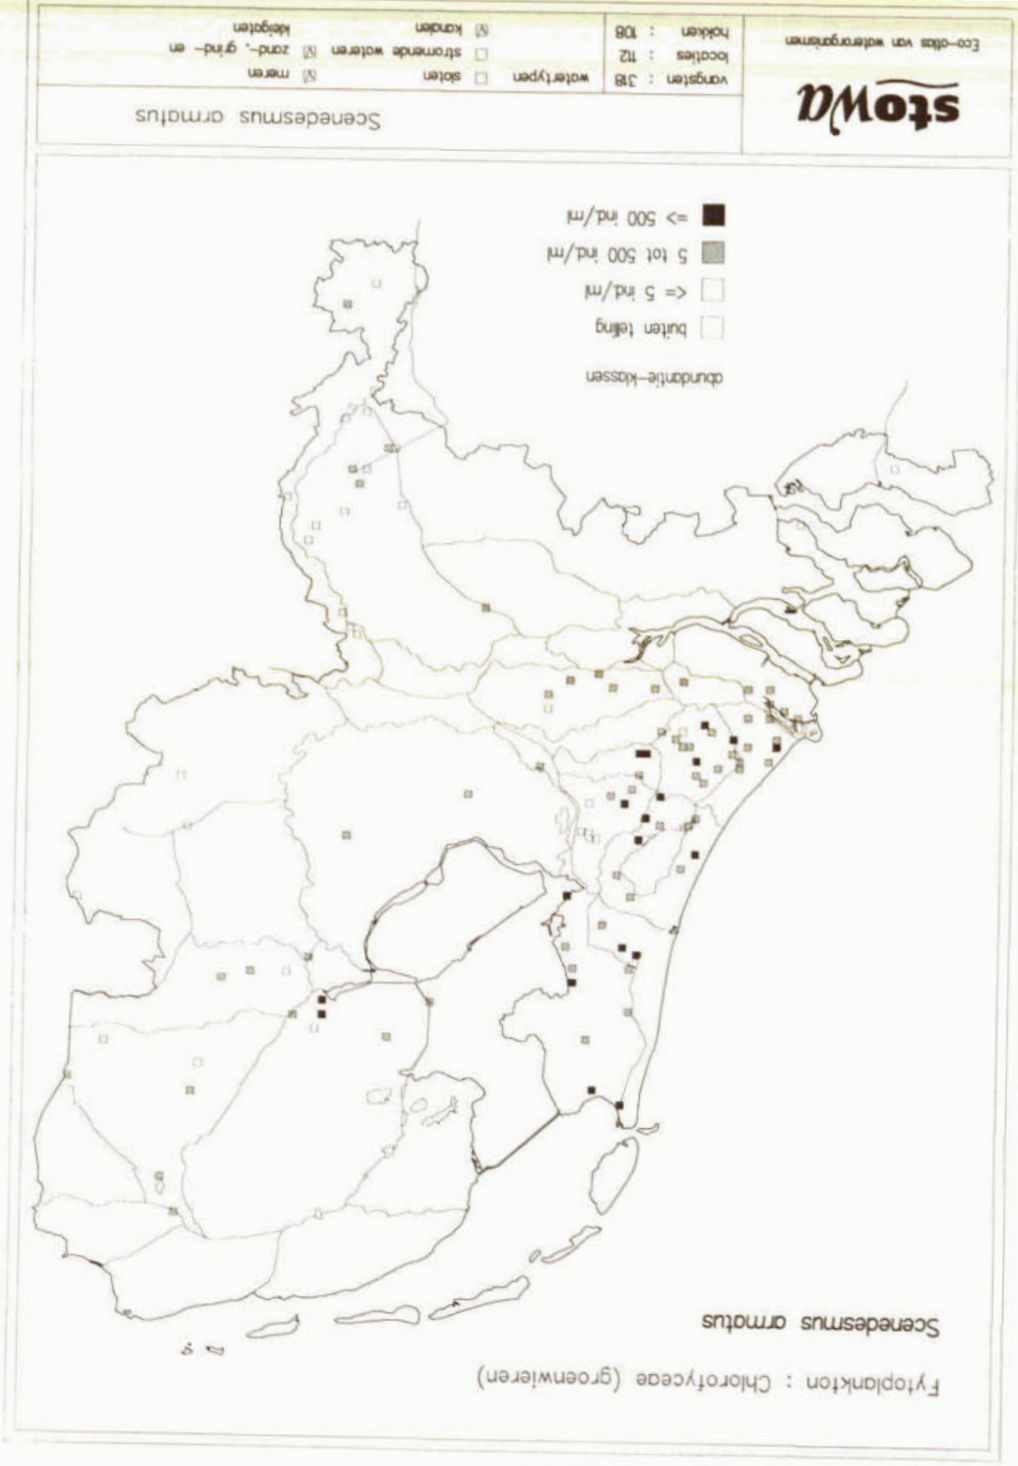 Fytoplankton : Chlorofyceae (groenwieren)
Scenedesmus armatus
abundantie-klassen
buiten telling
<= 5 ind./ml
5 tot 500 ind./ml
=> 500 ind./ml
stowa
Eco-atlas van waterorganismen
Scenedesmus armatus
vangsten : 318
locaties : 112
hokken : 108
watertypen
sloten
stromende wateren
kanalen
meren
zand-, grind- en
kleigaten